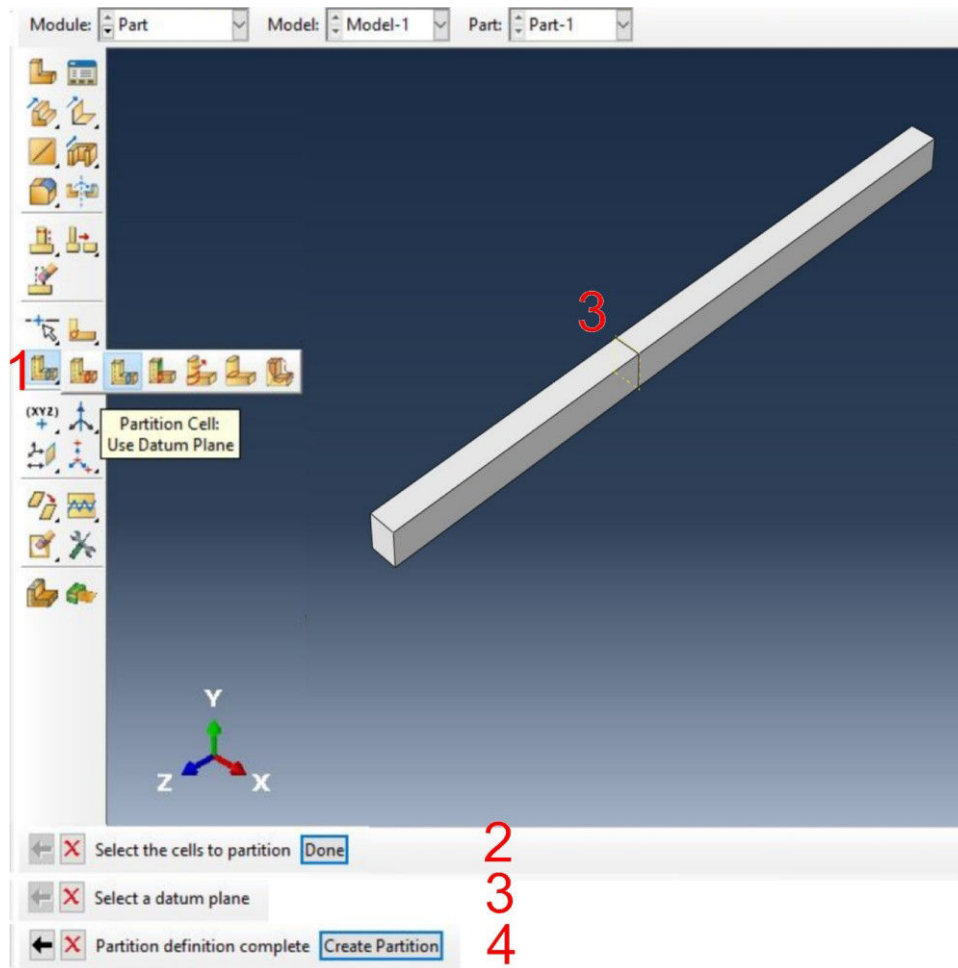 Module: Part Model: Model-1 Part: Part-1
3
1
(XYZ)
Partition Cell:
Use Datum Plane
Y
Z X
Select the cells to partition Done 2
Select a datum plane 3
Partition definition complete Create Partition 4